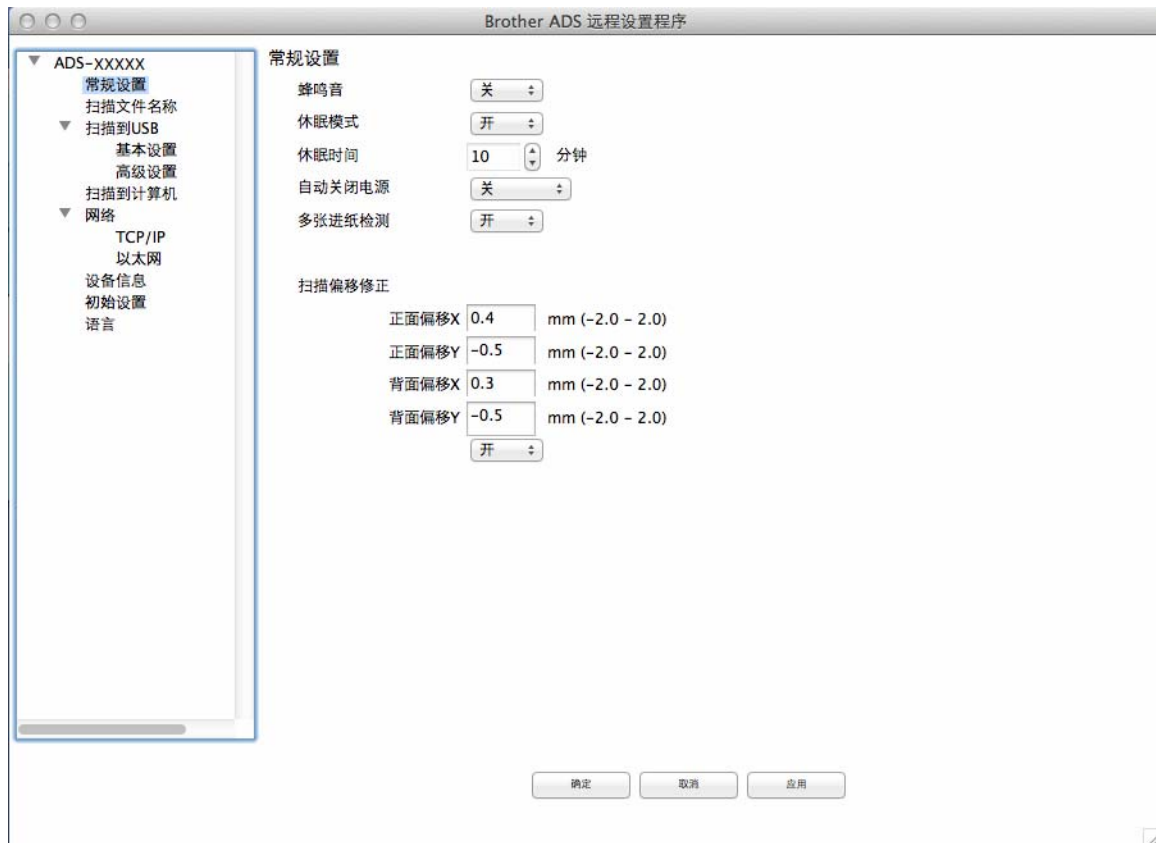 Brother ADS 远程设置程序
ADS-XXXXX
常规设置
扫描文件名称
扫描到USB
基本设置
高级设置
扫描到计算机
网络
TCP/IP
以太网
设备信息
初始设置
语言
常规设置
蜂鸣音 关
休眠模式 开
休眠时间 10 分钟
自动关闭电源 关
多张进纸检测 开
扫描偏移修正
正面偏移X 0.4 mm (-2.0 - 2.0)
正面偏移Y -0.5 mm (-2.0 - 2.0)
背面偏移X 0.3 mm (-2.0 - 2.0)
背面偏移Y -0.5 mm (-2.0 - 2.0)
开
确定 取消 应用